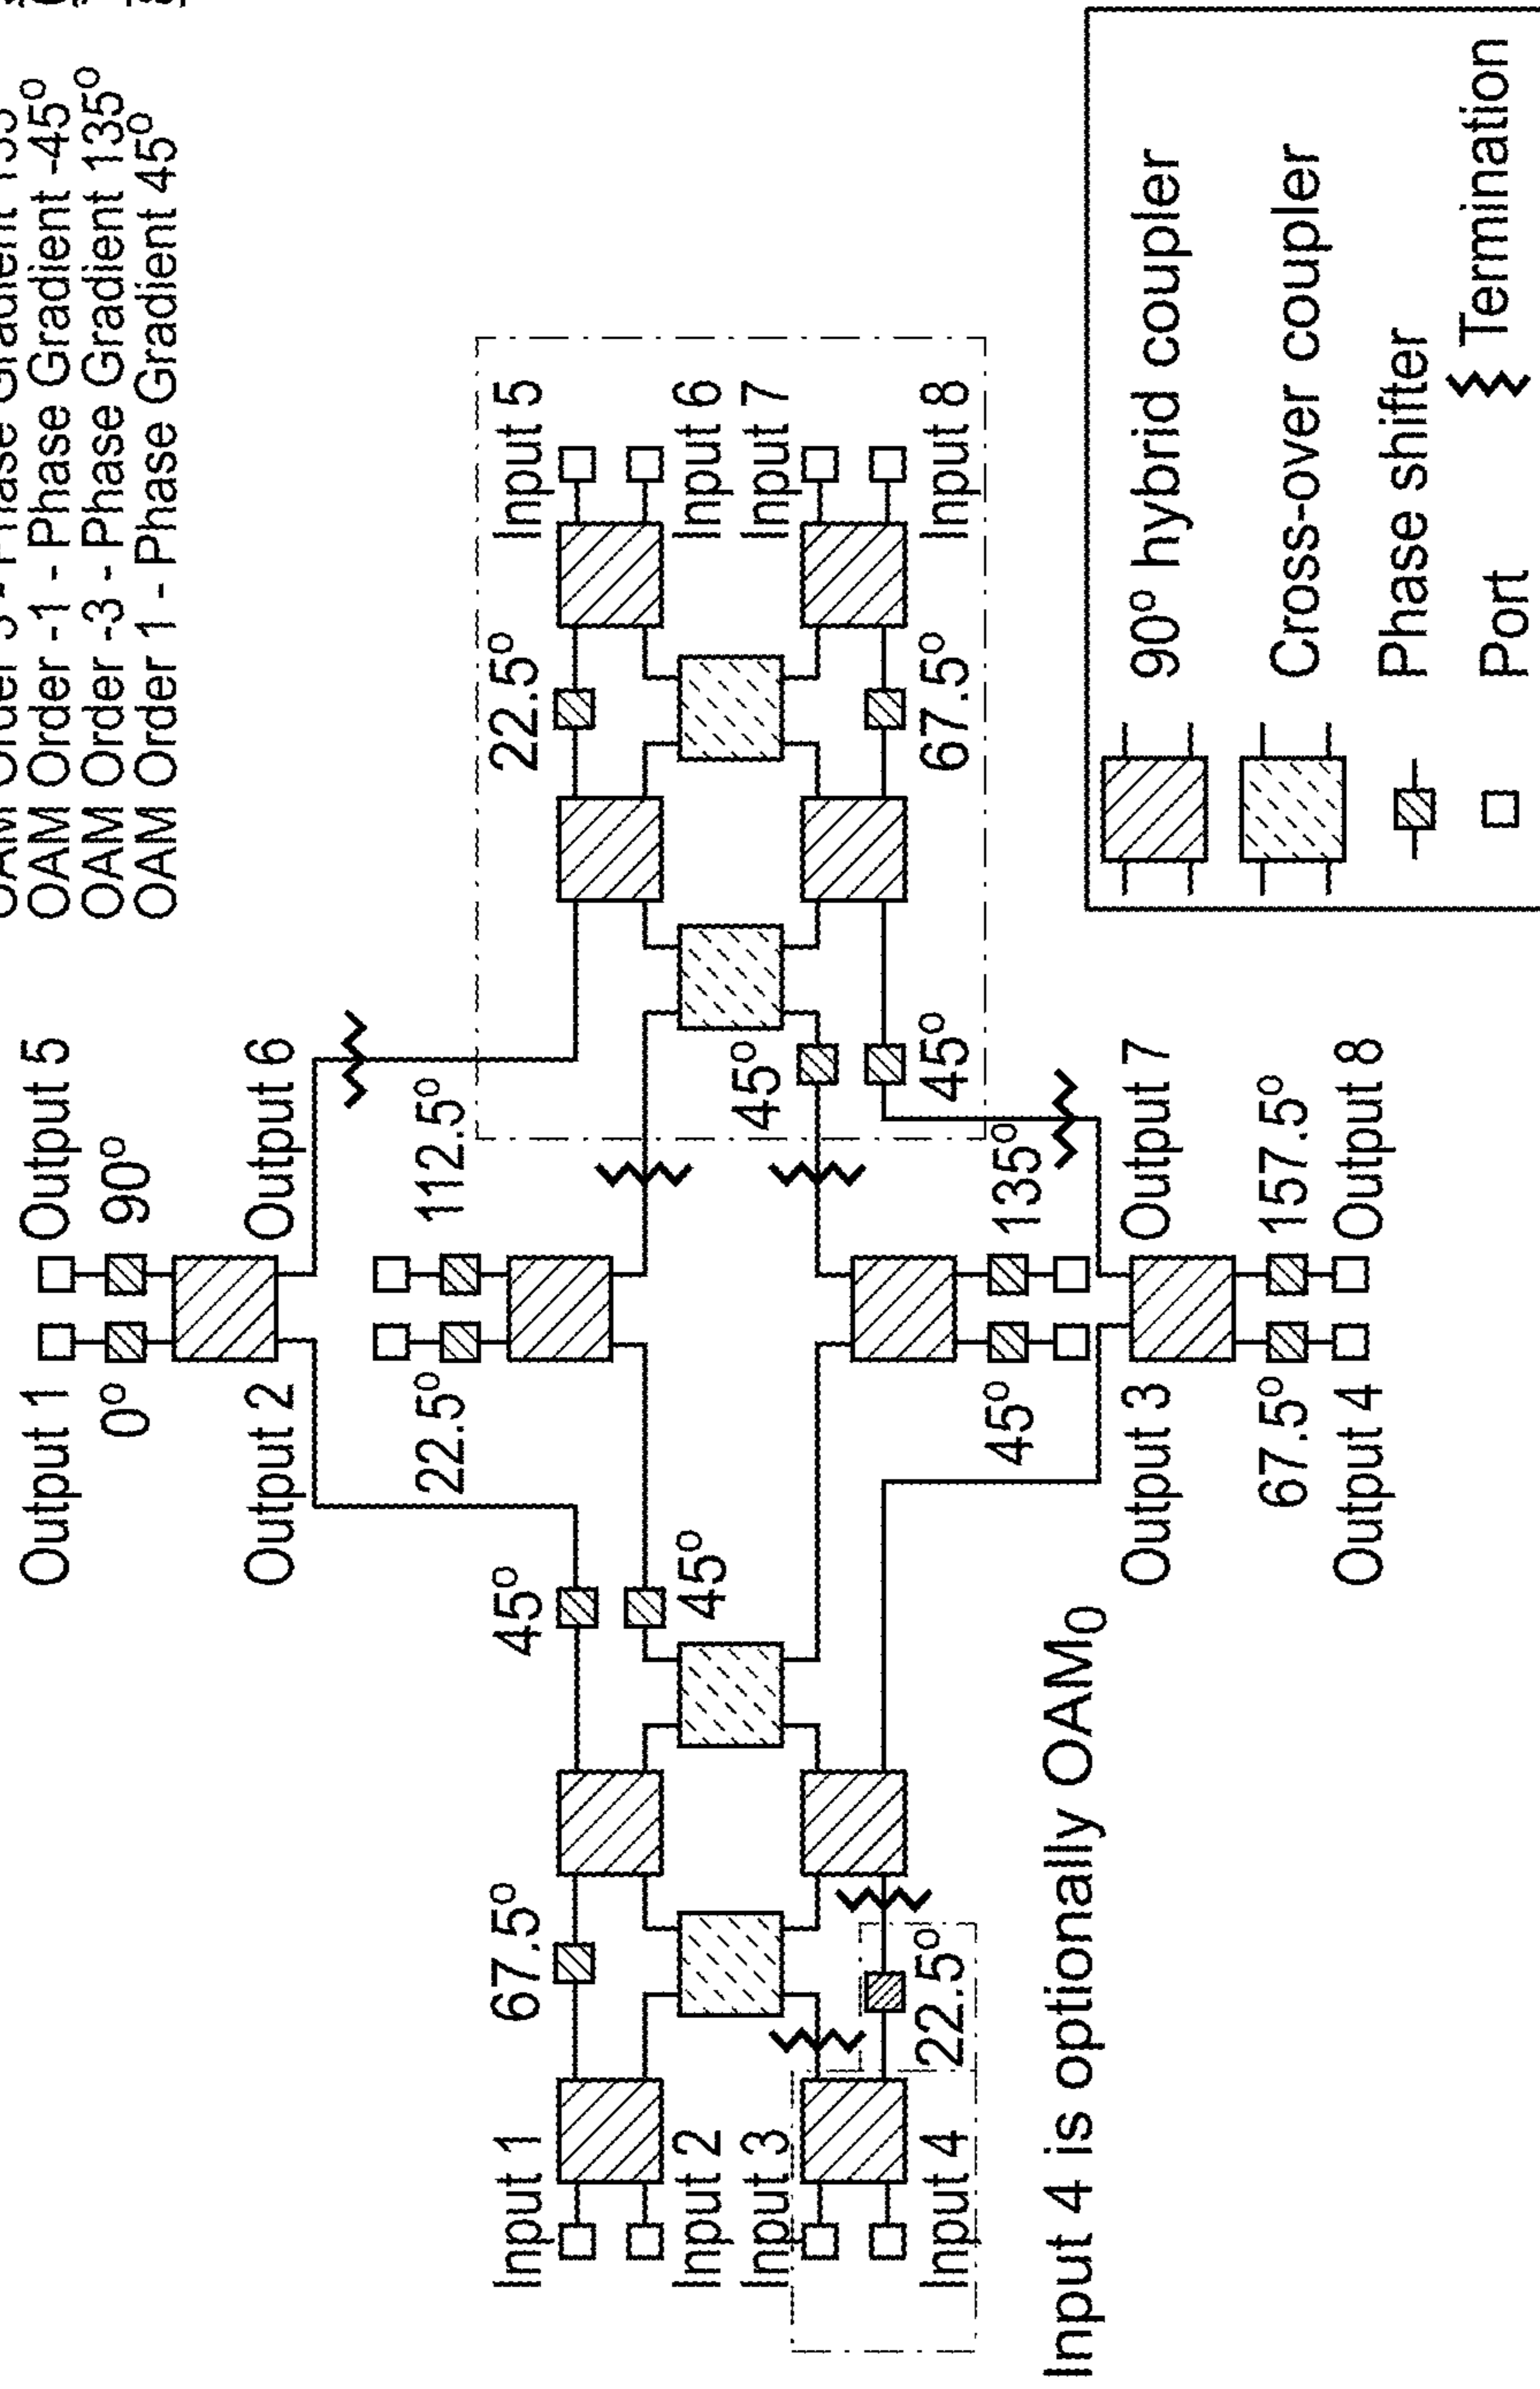 OAM Order -1 - Phase Gradient -45°
OAM Order -3 - Phase Gradient 135°
OAM Order 1 - Phase Gradient 45°
Output 1
Output 5
0°
90°
Output 2
Output 6
22.5°
112.5°
Input 1
67.5°
45°
45°
22.5°
Input 5
Input 2
Input 6
Input 3
45°
Input 7
Input 4
22.5°
45°
135°
45°
67.5°
Input 8
Output 3
Output 7
67.5°
157.5°
Output 4
Output 8
Input 4 is optionally OAM₀
90° hybrid coupler
Cross-over coupler
Phase shifter
Port
Termination